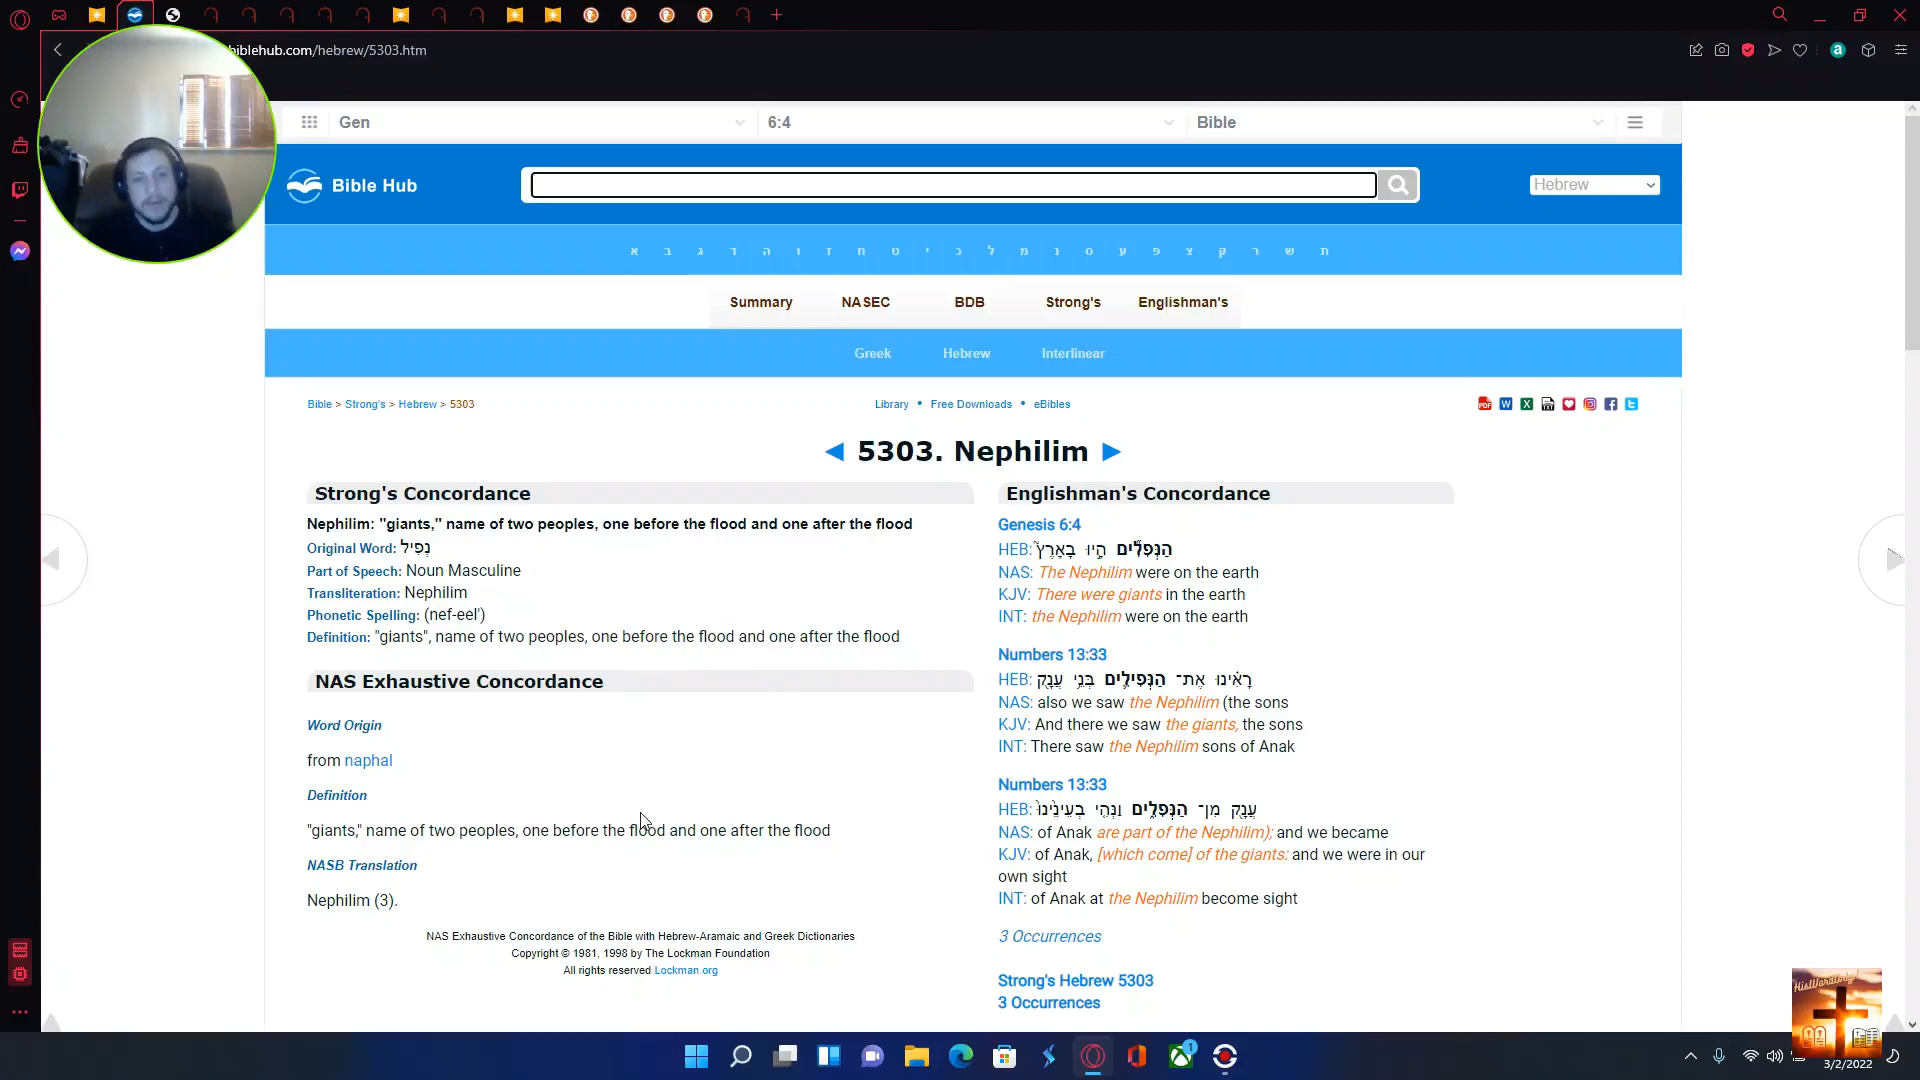 biblehub.com/hebrew/5303.htm
Gen
6:4
Bible
Bible Hub
Hebrew
א ב ג ד ה ו ז ח ט י כ ל מ נ ס ע פ צ ק ר ש ת
Summary NASEC BDB Strong's Englishman's
Greek Hebrew Interlinear
Bible > Strong's > Hebrew > 5303
Library • Free Downloads • eBibles
◄ 5303. Nephilim ►
Strong's Concordance
Nephilim: "giants," name of two peoples, one before the flood and one after the flood
Original Word: נְפִיל
Part of Speech: Noun Masculine
Transliteration: Nephilim
Phonetic Spelling: (nef-eel')
Definition: "giants", name of two peoples, one before the flood and one after the flood
NAS Exhaustive Concordance
Word Origin
from naphal
Definition
"giants," name of two peoples, one before the flood and one after the flood
NASB Translation
Nephilim (3).
NAS Exhaustive Concordance of the Bible with Hebrew-Aramaic and Greek Dictionaries
Copyright © 1981, 1998 by The Lockman Foundation
All rights reserved Lockman.org
Englishman's Concordance
Genesis 6:4
HEB: הַנְּפִלִ֞ים הָי֣וּ בָאָרֶץ֮
NAS: The Nephilim were on the earth
KJV: There were giants in the earth
INT: the Nephilim were on the earth
Numbers 13:33
HEB: רָאִ֗ינוּ אֶת־ הַנְּפִילִ֛ים בְּנֵ֥י עֲנָ֖ק
NAS: also we saw the Nephilim (the sons
KJV: And there we saw the giants, the sons
INT: There saw the Nephilim sons of Anak
Numbers 13:33
HEB: עֲנָ֖ק מִן־ הַנְּפִלִ֑ים וַנְּהִ֤י בְעֵינֵ֙ינוּ֙
NAS: of Anak are part of the Nephilim); and we became
KJV: of Anak, [which come] of the giants: and we were in our
own sight
INT: of Anak at the Nephilim become sight
3 Occurrences
Strong's Hebrew 5303
3 Occurrences
HisWordOnly
3/2/2022